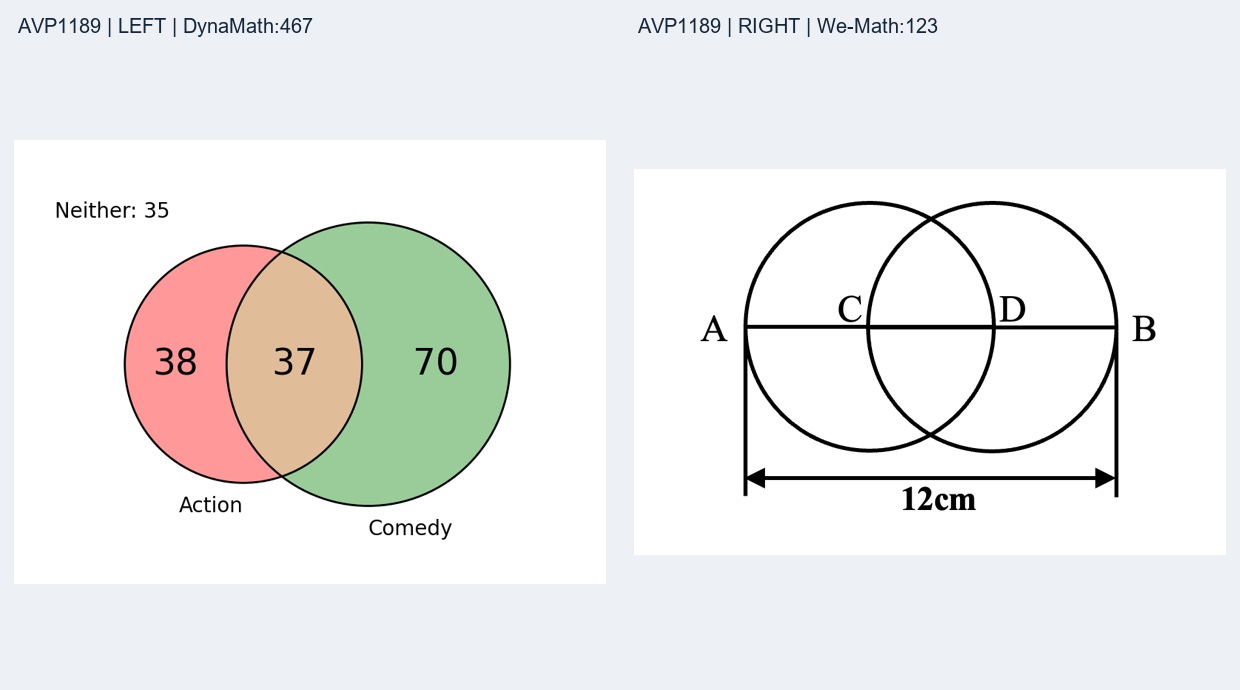 AVP1189 | LEFT | DynaMath:467
Neither: 35
38
37
70
Action
Comedy
AVP1189 | RIGHT | We-Math:123
C
D
A
B
12cm